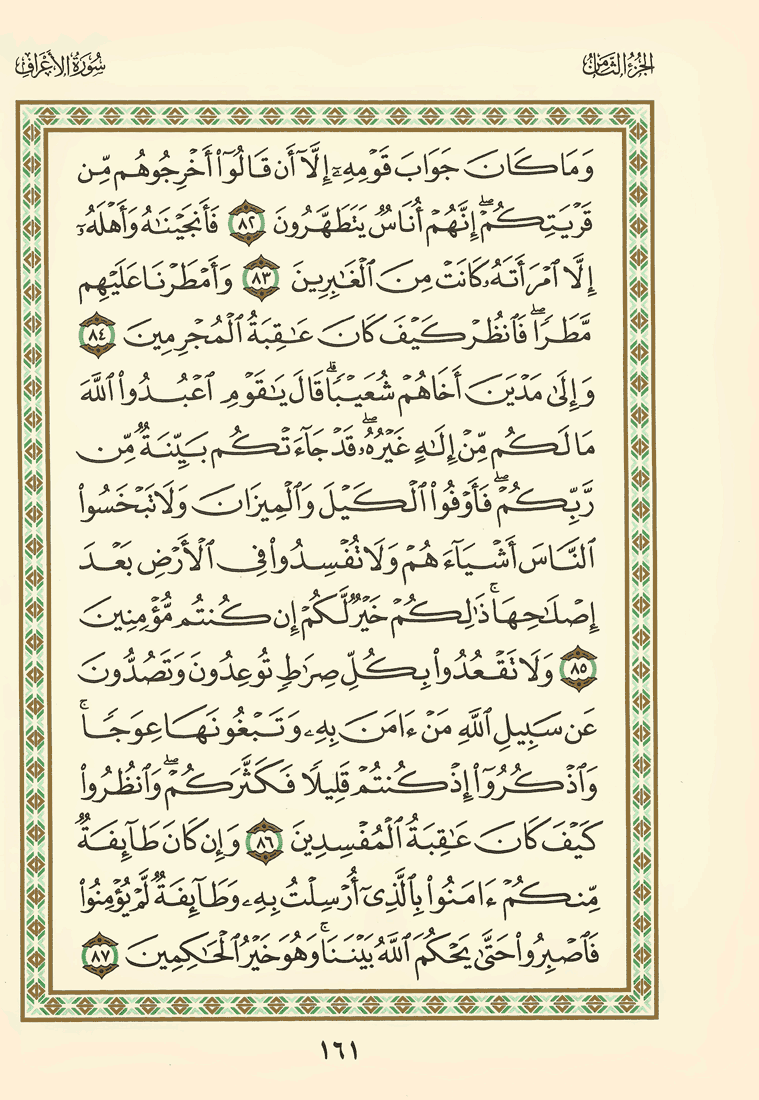 الجزء الثامن
سورة الأعراف
وَمَا كَانَ جَوَابَ قَوْمِهِۦٓ إِلَّآ أَن قَالُوٓا۟ أَخْرِجُوهُم مِّن
قَرْيَتِكُمْ ۖ إِنَّهُمْ أُنَاسٌ يَتَطَهَّرُونَ ﴿٨٢﴾ فَأَنجَيْنَٰهُ وَأَهْلَهُۥٓ
إِلَّا ٱمْرَأَتَهُۥ كَانَتْ مِنَ ٱلْغَٰبِرِينَ ﴿٨٣﴾ وَأَمْطَرْنَا عَلَيْهِم
مَّطَرًا ۖ فَٱنظُرْ كَيْفَ كَانَ عَٰقِبَةُ ٱلْمُجْرِمِينَ ﴿٨٤﴾
وَإِلَىٰ مَدْيَنَ أَخَاهُمْ شُعَيْبًا ۗ قَالَ يَٰقَوْمِ ٱعْبُدُوا۟ ٱللَّهَ
مَا لَكُم مِّنْ إِلَٰهٍ غَيْرُهُۥ ۖ قَدْ جَآءَتْكُم بَيِّنَةٌ مِّن
رَّبِّكُمْ ۖ فَأَوْفُوا۟ ٱلْكَيْلَ وَٱلْمِيزَانَ وَلَا تَبْخَسُوا۟
ٱلنَّاسَ أَشْيَآءَهُمْ وَلَا تُفْسِدُوا۟ فِى ٱلْأَرْضِ بَعْدَ
إِصْلَٰحِهَا ۚ ذَٰلِكُمْ خَيْرٌ لَّكُمْ إِن كُنتُم مُّؤْمِنِينَ
﴿٨٥﴾ وَلَا تَقْعُدُوا۟ بِكُلِّ صِرَٰطٍ تُوعِدُونَ وَتَصُدُّونَ
عَن سَبِيلِ ٱللَّهِ مَنْ ءَامَنَ بِهِۦ وَتَبْغُونَهَا عِوَجًا ۚ
وَٱذْكُرُوٓا۟ إِذْ كُنتُمْ قَلِيلًا فَكَثَّرَكُمْ ۖ وَٱنظُرُوا۟
كَيْفَ كَانَ عَٰقِبَةُ ٱلْمُفْسِدِينَ ﴿٨٦﴾ وَإِن كَانَ طَآئِفَةٌ
مِّنكُمْ ءَامَنُوا۟ بِٱلَّذِىٓ أُرْسِلْتُ بِهِۦ وَطَآئِفَةٌ لَّمْ يُؤْمِنُوا۟
فَٱصْبِرُوا۟ حَتَّىٰ يَحْكُمَ ٱللَّهُ بَيْنَنَا ۚ وَهُوَ خَيْرُ ٱلْحَٰكِمِينَ ﴿٨٧﴾
١٦١